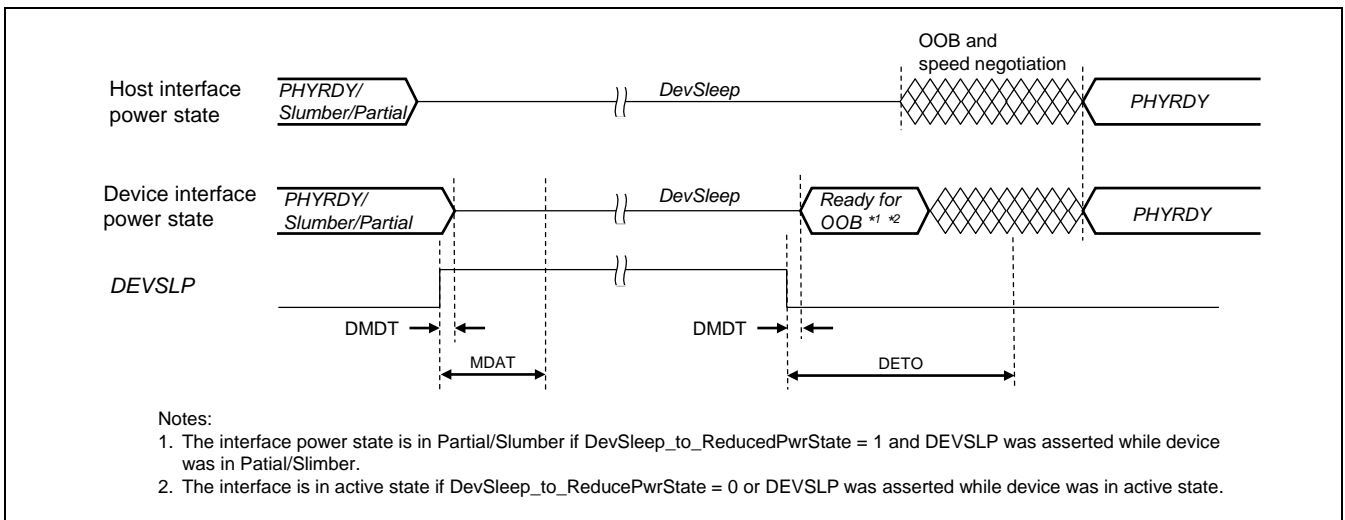 OOB and
speed negotiation
Host interface
power state
PHYRDY/
Slumber/Partial
DevSleep
PHYRDY
Device interface
power state
PHYRDY/
Slumber/Partial
DevSleep
Ready for
OOB *1 *2
PHYRDY
DEVSLP
DMDT
DMDT
MDAT
DETO
Notes:
1. The interface power state is in Partial/Slumber if DevSleep_to_ReducedPwrState = 1 and DEVSLP was asserted while device
was in Patial/Slimber.
2. The interface is in active state if DevSleep_to_ReducePwrState = 0 or DEVSLP was asserted while device was in active state.